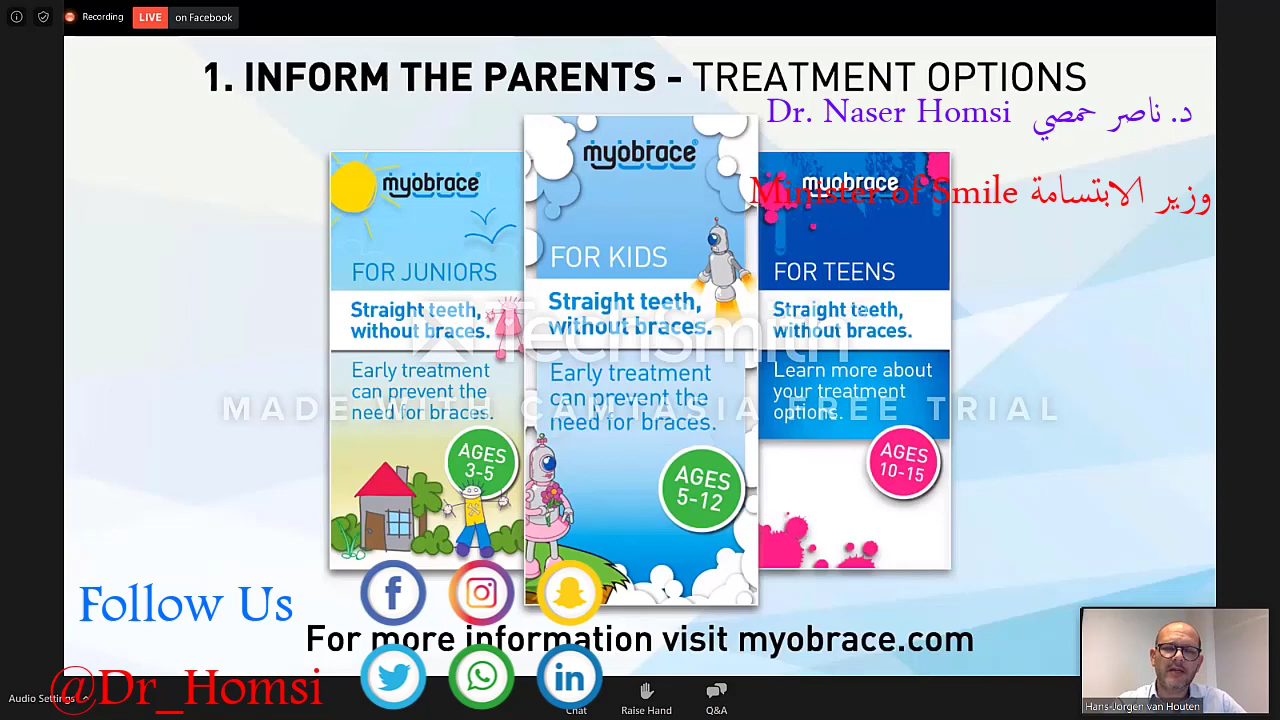 Recording
LIVE
on Facebook
1. INFORM THE PARENTS - TREATMENT OPTIONS
Dr. Naser Homsi د. ناصر حمصي
Minister of Smile وزير الابتسامة
myobrace®
FOR JUNIORS
Straight teeth,
without braces.
Early treatment
can prevent the
need for braces.
AGES
3-5
myobrace®
FOR KIDS
Straight teeth,
without braces.
Early treatment
can prevent the
need for braces.
AGES
5-12
myobrace®
FOR TEENS
Straight teeth,
without braces.
Learn more about
your treatment
options.
AGES
10-15
TechSmith
MADE WITH CAMTASIA FREE TRIAL
Follow Us
For more information visit myobrace.com
@Dr_Homsi
Audio Settings
Chat
Raise Hand
Q&A
Hans-Jörgen van Houten